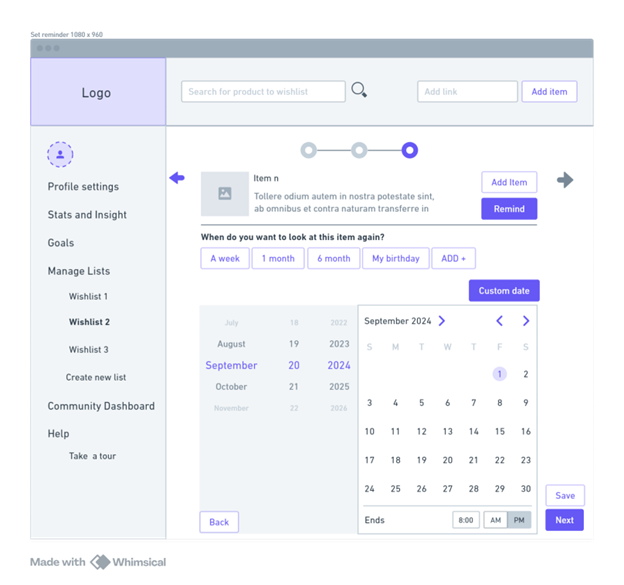 Set reminder 1080 x 960
Logo
Search for product to wishlist
Add link
Add item
Profile settings
Stats and Insight
Goals
Manage Lists
Wishlist 1
Wishlist 2
Wishlist 3
Create new list
Community Dashboard
Help
Take a tour
Item n
Tollere odium autem in nostra potestate sint,
ab omnibus et contra naturam transferre in
Add Item
Remind
When do you want to look at this item again?
A week 1 month 6 month My birthday ADD +
Custom date
July 18 2022
August 19 2023
September 20 2024
October 21 2025
November 22 2026
September 2024
S M T W T F S
1 2
3 4 5 6 7 8 9
10 11 12 13 14 15 16
17 18 19 20 21 22 23
24 25 26 27 28 29 30
Ends 8:00 AM PM
Back
Save
Next
Made with Whimsical